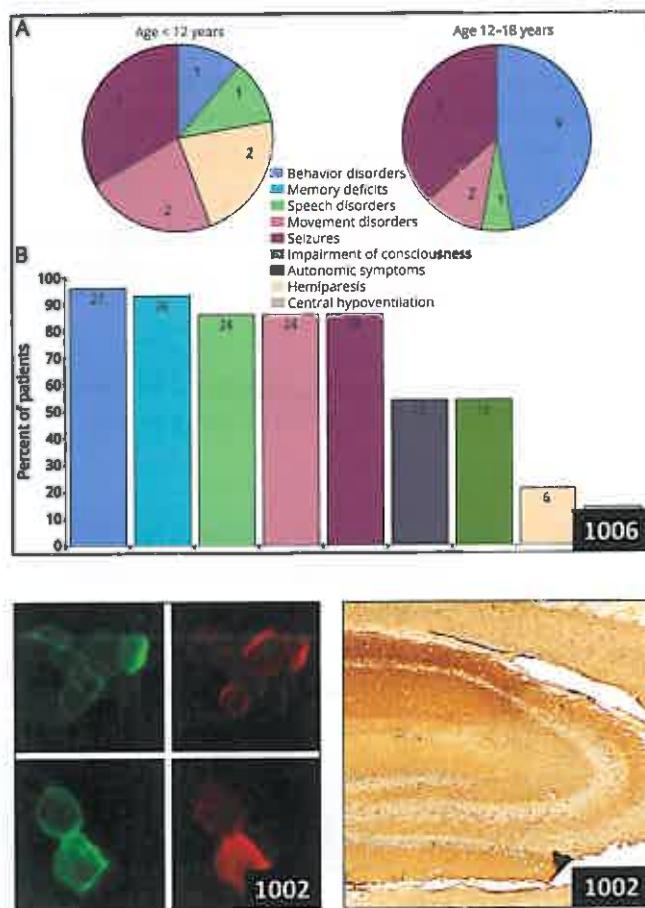 A
Age < 12 years
Age 12-18 years
1
1
2
2
2
1
Behavior disorders
Memory deficits
Speech disorders
Movement disorders
Seizures
Impairment of consciousness
Autonomic symptoms
Hemiparesis
Central hypoventilation
B
Percent of patients
100
90
80
70
60
50
40
30
20
10
0
27
26
24
24
6
1006
1002
1002